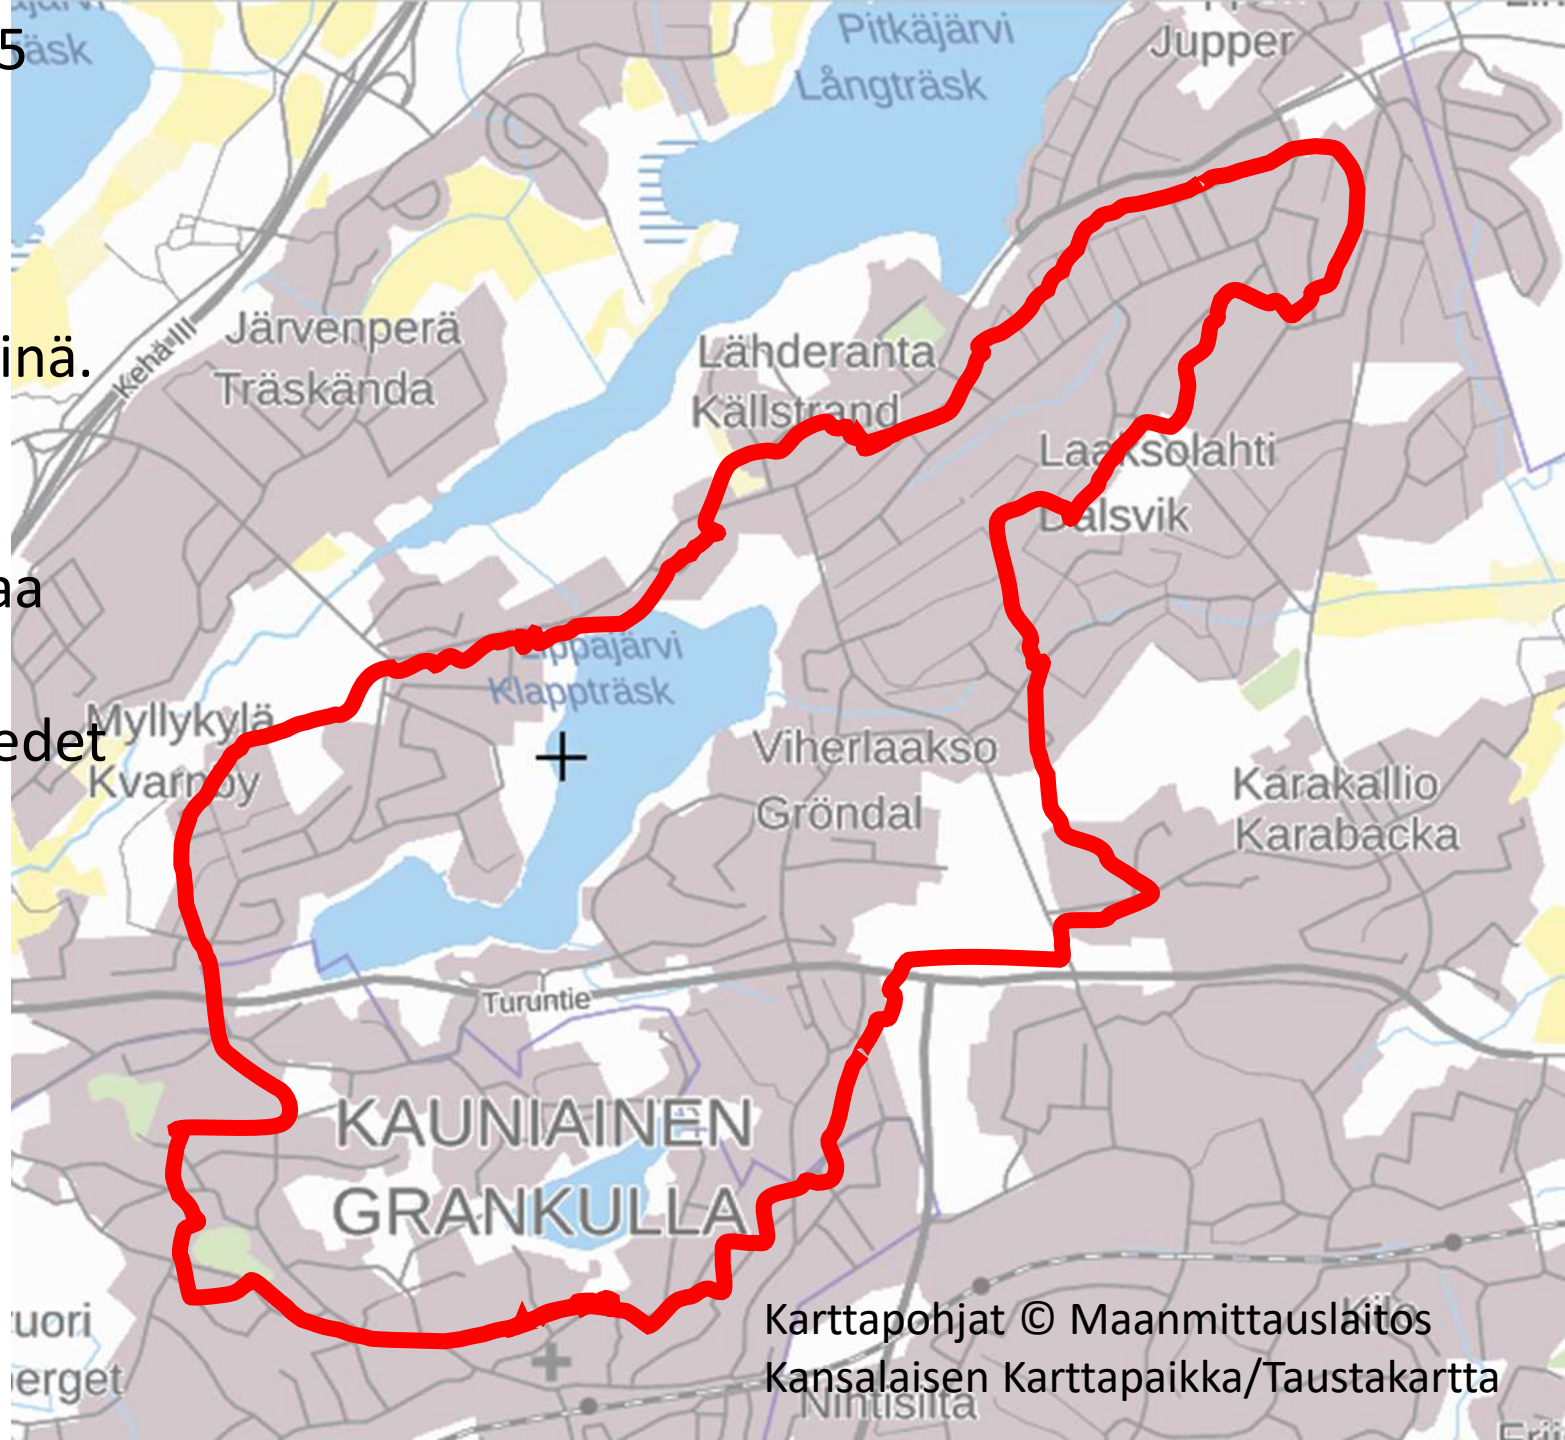 5
Pitkäjärvi
Långträsk
Jupper
Kehä III
Järvenperä
Träskända
inä.
Lähderanta
Källstrand
Laaksolahti
Dalsvik
aa
Lippajärvi
Klappträsk
Myllykylä
edet
Kvarnby
Viherlaakso
Gröndal
Karakallio
Karabacka
Turuntie
KAUNIAINEN
GRANKULLA
uori
erget
Karttapohjat © Maanmittauslaitos
Kansalaisen Karttapaikka/Taustakartta
Kilo
Nihtisilta